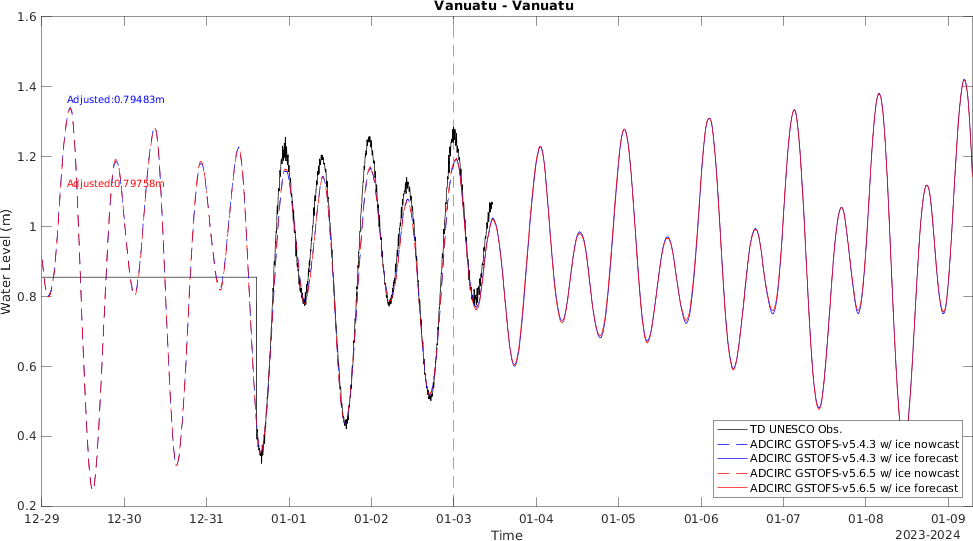 Vanuatu - Vanuatu
1.6
1.4
1.2
1
0.8
0.6
0.4
0.2
Water Level (m)
Adjusted:0.79483m
Adjusted:0.79758m
TD UNESCO Obs.
ADCIRC GSTOFS-v5.4.3 w/ ice nowcast
ADCIRC GSTOFS-v5.4.3 w/ ice forecast
ADCIRC GSTOFS-v5.6.5 w/ ice nowcast
ADCIRC GSTOFS-v5.6.5 w/ ice forecast
12-29 12-30 12-31 01-01 01-02 01-03 01-04 01-05 01-06 01-07 01-08 01-09
Time
2023-2024